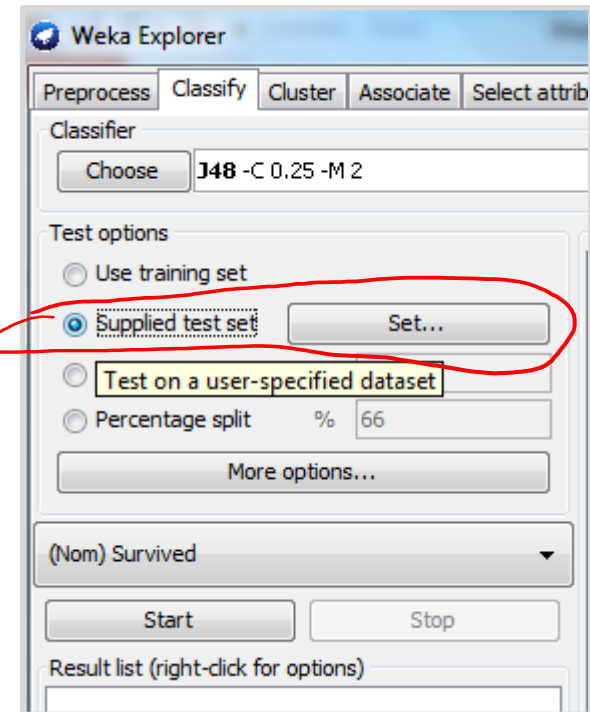 Weka Explorer
Preprocess Classify Cluster Associate Select attrib
Classifier
Choose J48 -C 0.25 -M 2
Test options
Use training set
Supplied test set Set...
Test on a user-specified dataset
Percentage split % 66
More options...
(Nom) Survived
Start Stop
Result list (right-click for options)